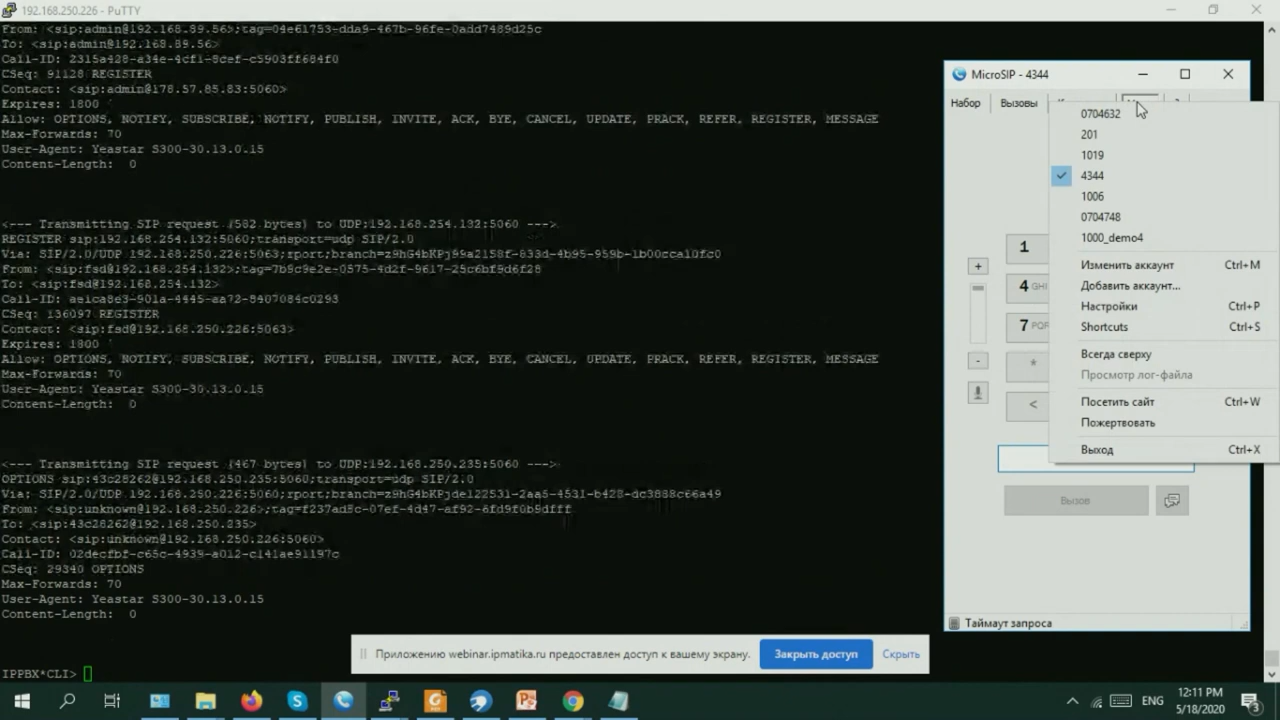 192.168.250.226 - PuTTY
From: <sip:admin@192.168.89.56>;tag=04e61753-dda9-467b-96fe-0add7489d25c
To: <sip:admin@192.168.89.56>
Call-ID: 2315a428-a34e-4cf1-8cef-c5903ff684f0
CSeq: 91128 REGISTER
Contact: <sip:admin@178.57.85.83:5060>
Expires: 1800
Allow: OPTIONS, NOTIFY, SUBSCRIBE, NOTIFY, PUBLISH, INVITE, ACK, BYE, CANCEL, UPDATE, PRACK, REFER, REGISTER, MESSAGE
Max-Forwards: 70
User-Agent: Yeastar S300-30.13.0.15
Content-Length: 0
<--- Transmitting SIP request (582 bytes) to UDP:192.168.254.132:5060 --->
REGISTER sip:192.168.254.132:5060;transport=udp SIP/2.0
Via: SIP/2.0/UDP 192.168.250.226:5063;rport;branch=z9hG4bKPj99a2158f-833d-4b95-959b-1b00cca10fc0
From: <sip:fsd@192.168.254.132>;tag=7b9c9e2e-0575-4d2f-9617-25c6bf9d6f28
To: <sip:fsd@192.168.254.132>
Call-ID: ae1ca8e3-901a-4445-aa72-8407084c0293
CSeq: 136097 REGISTER
Contact: <sip:fsd@192.168.250.226:5063>
Expires: 1800
Allow: OPTIONS, NOTIFY, SUBSCRIBE, NOTIFY, PUBLISH, INVITE, ACK, BYE, CANCEL, UPDATE, PRACK, REFER, REGISTER, MESSAGE
Max-Forwards: 70
User-Agent: Yeastar S300-30.13.0.15
Content-Length: 0
<--- Transmitting SIP request (467 bytes) to UDP:192.168.250.235:5060 --->
OPTIONS sip:43c28262@192.168.250.235:5060;transport=udp SIP/2.0
Via: SIP/2.0/UDP 192.168.250.226:5060;rport;branch=z9hG4bKPjde122531-2aa5-4531-b428-dc3888c66a49
From: <sip:unknown@192.168.250.226>;tag=f237ad8c-07ef-4d47-af92-6fd9f0b8dfff
To: <sip:43c28262@192.168.250.235>
Contact: <sip:unknown@192.168.250.226:5060>
Call-ID: 02decfbf-c65c-4939-a012-c141ae91197c
CSeq: 29340 OPTIONS
Max-Forwards: 70
User-Agent: Yeastar S300-30.13.0.15
Content-Length: 0
IPPBX*CLI>
MicroSIP - 4344
Набор Вызовы
0704632
201
1019
4344
1006
0704748
1000_demo4
Изменить аккаунт Ctrl+M
Добавить аккаунт...
Настройки Ctrl+P
Shortcuts Ctrl+S
Всегда сверху
Просмотр лог-файла
Посетить сайт Ctrl+W
Пожертвовать
Выход Ctrl+X
+
1
4 GHI
7 PQR
-
*
<
Вызов
Таймаут запроса
Приложению webinar.ipmatika.ru предоставлен доступ к вашему экрану.
Закрыть доступ
Скрыть
ENG
12:11 PM
5/18/2020
3